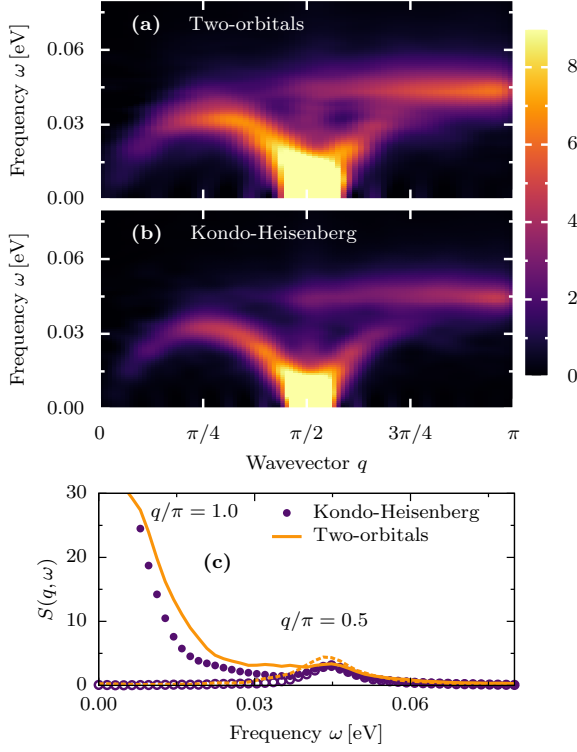 (a) Two-orbitals
Frequency ω [eV]
0.06
0.03
0.00
(b) Kondo-Heisenberg
Frequency ω [eV]
0.06
0.03
0.00
8
6
4
2
0
0 π/4 π/2 3π/4 π
Wavevector q
S(q, ω)
30
20
10
0
q/π = 1.0
Kondo-Heisenberg
Two-orbitals
(c)
q/π = 0.5
0.00 0.03 0.06
Frequency ω [eV]